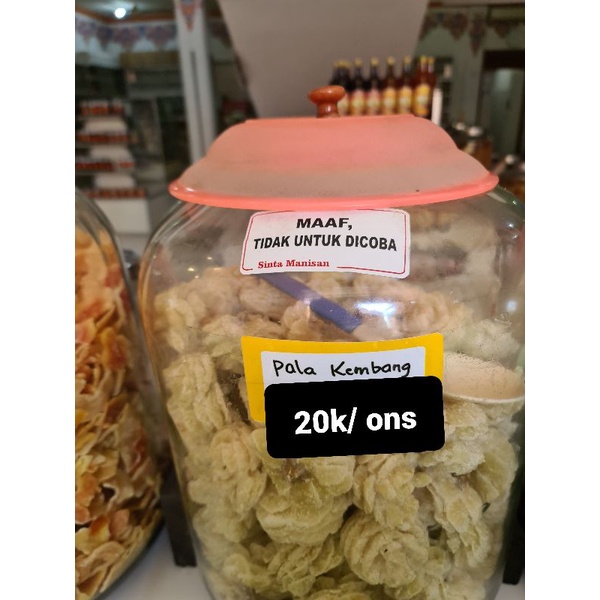 MAAF,
TIDAK UNTUK DICOBA
Sinta Manisan
Pala Kembang
20k/ ons